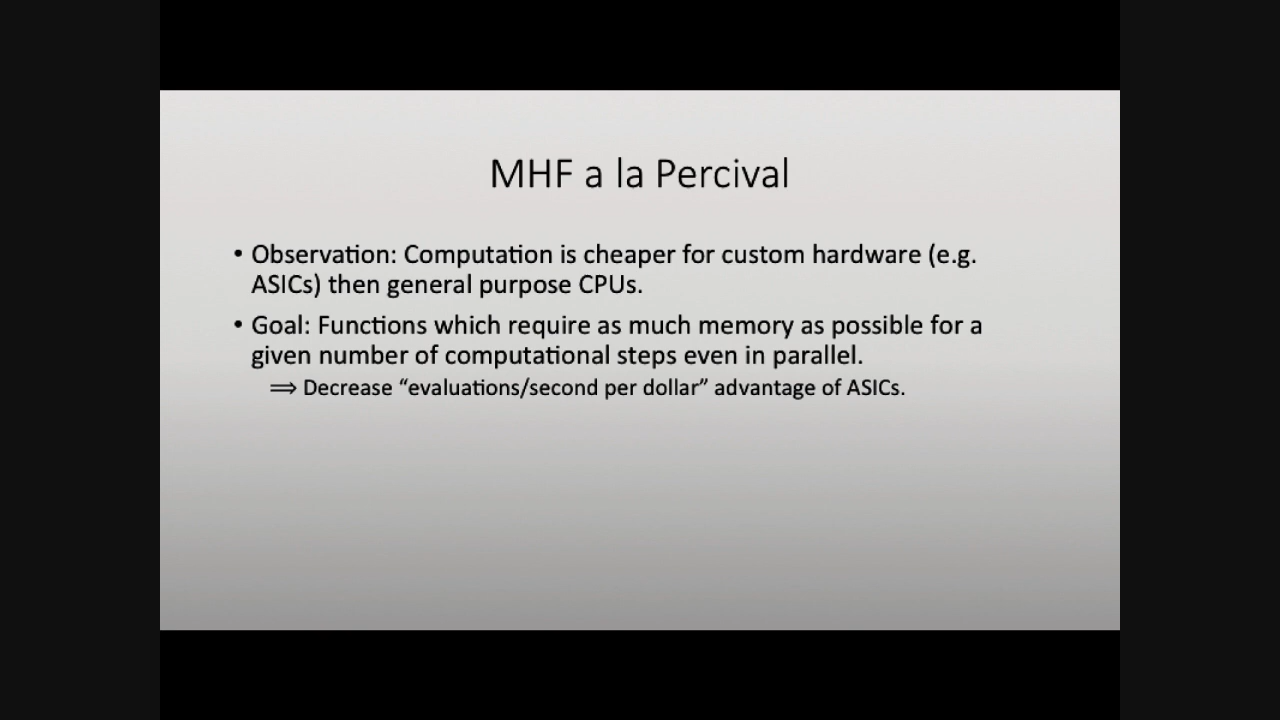 MHF a la Percival
• Observation: Computation is cheaper for custom hardware (e.g.
ASICs) then general purpose CPUs.
• Goal: Functions which require as much memory as possible for a
given number of computational steps even in parallel.
⟹ Decrease “evaluations/second per dollar” advantage of ASICs.